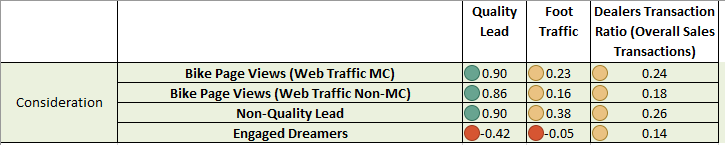 Quality Lead Foot Traffic Dealers Transaction Ratio (Overall Sales Transactions)
Consideration
Bike Page Views (Web Traffic MC) 0.90 0.23 0.24
Bike Page Views (Web Traffic Non-MC) 0.86 0.16 0.18
Non-Quality Lead 0.90 0.38 0.26
Engaged Dreamers -0.42 -0.05 0.14